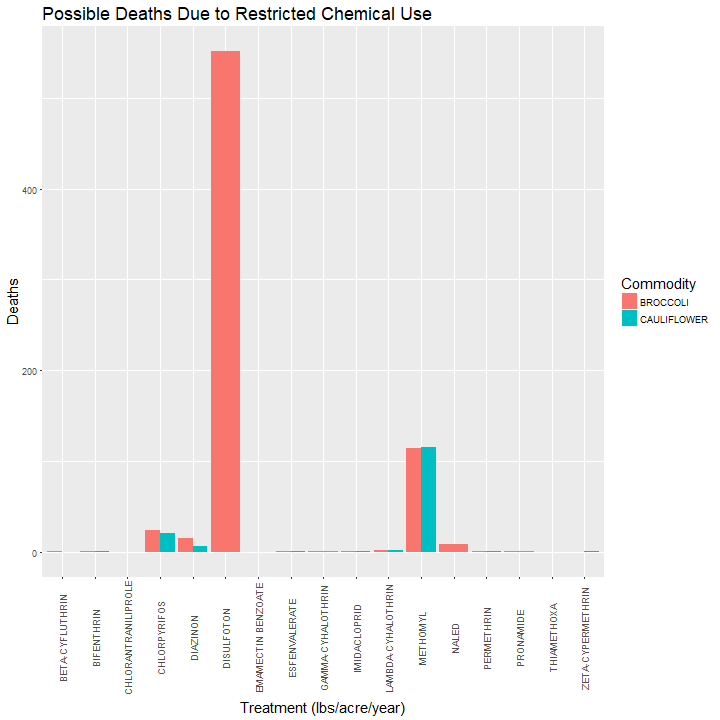 Possible Deaths Due to Restricted Chemical Use
Deaths
400
200
0
BETA-CYFLUTHRIN
BIFENTHRIN
CHLORANTRANILIPROLE
CHLORPYRIFOS
DIAZINON
DISULFOTON
EMAMECTIN BENZOATE
ESFENVALERATE
GAMMA-CYHALOTHRIN
IMIDACLOPRID
LAMBDA-CYHALOTHRIN
METHOMYL
NALED
PERMETHRIN
PRONAMIDE
THIAMETHOXA
ZETA-CYPERMETHRIN
Treatment (lbs/acre/year)
Commodity
BROCCOLI
CAULIFLOWER